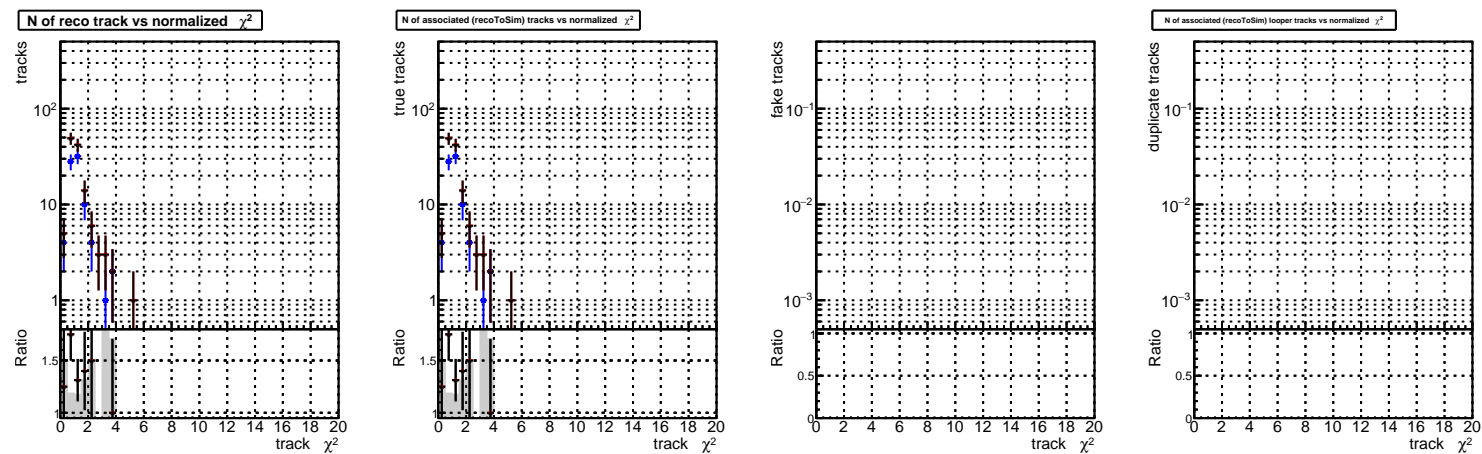 N of reco track vs normalized χ²
tracks
10²
10
1
Ratio
1.5
1
0 2 4 6 8 10 12 14 16 18 20
track χ²
N of associated (recoToSim) tracks vs normalized χ²
true tracks
10²
10
1
Ratio
1.5
1
0 2 4 6 8 10 12 14 16 18 20
track χ²
fake tracks
10⁻¹
10⁻²
10⁻³
Ratio
1
0.5
0
0 2 4 6 8 10 12 14 16 18 20
track χ²
N of associated (recoToSim) looper tracks vs normalized χ²
duplicate tracks
10⁻¹
10⁻²
10⁻³
Ratio
1
0.5
0
0 2 4 6 8 10 12 14 16 18 20
track χ²